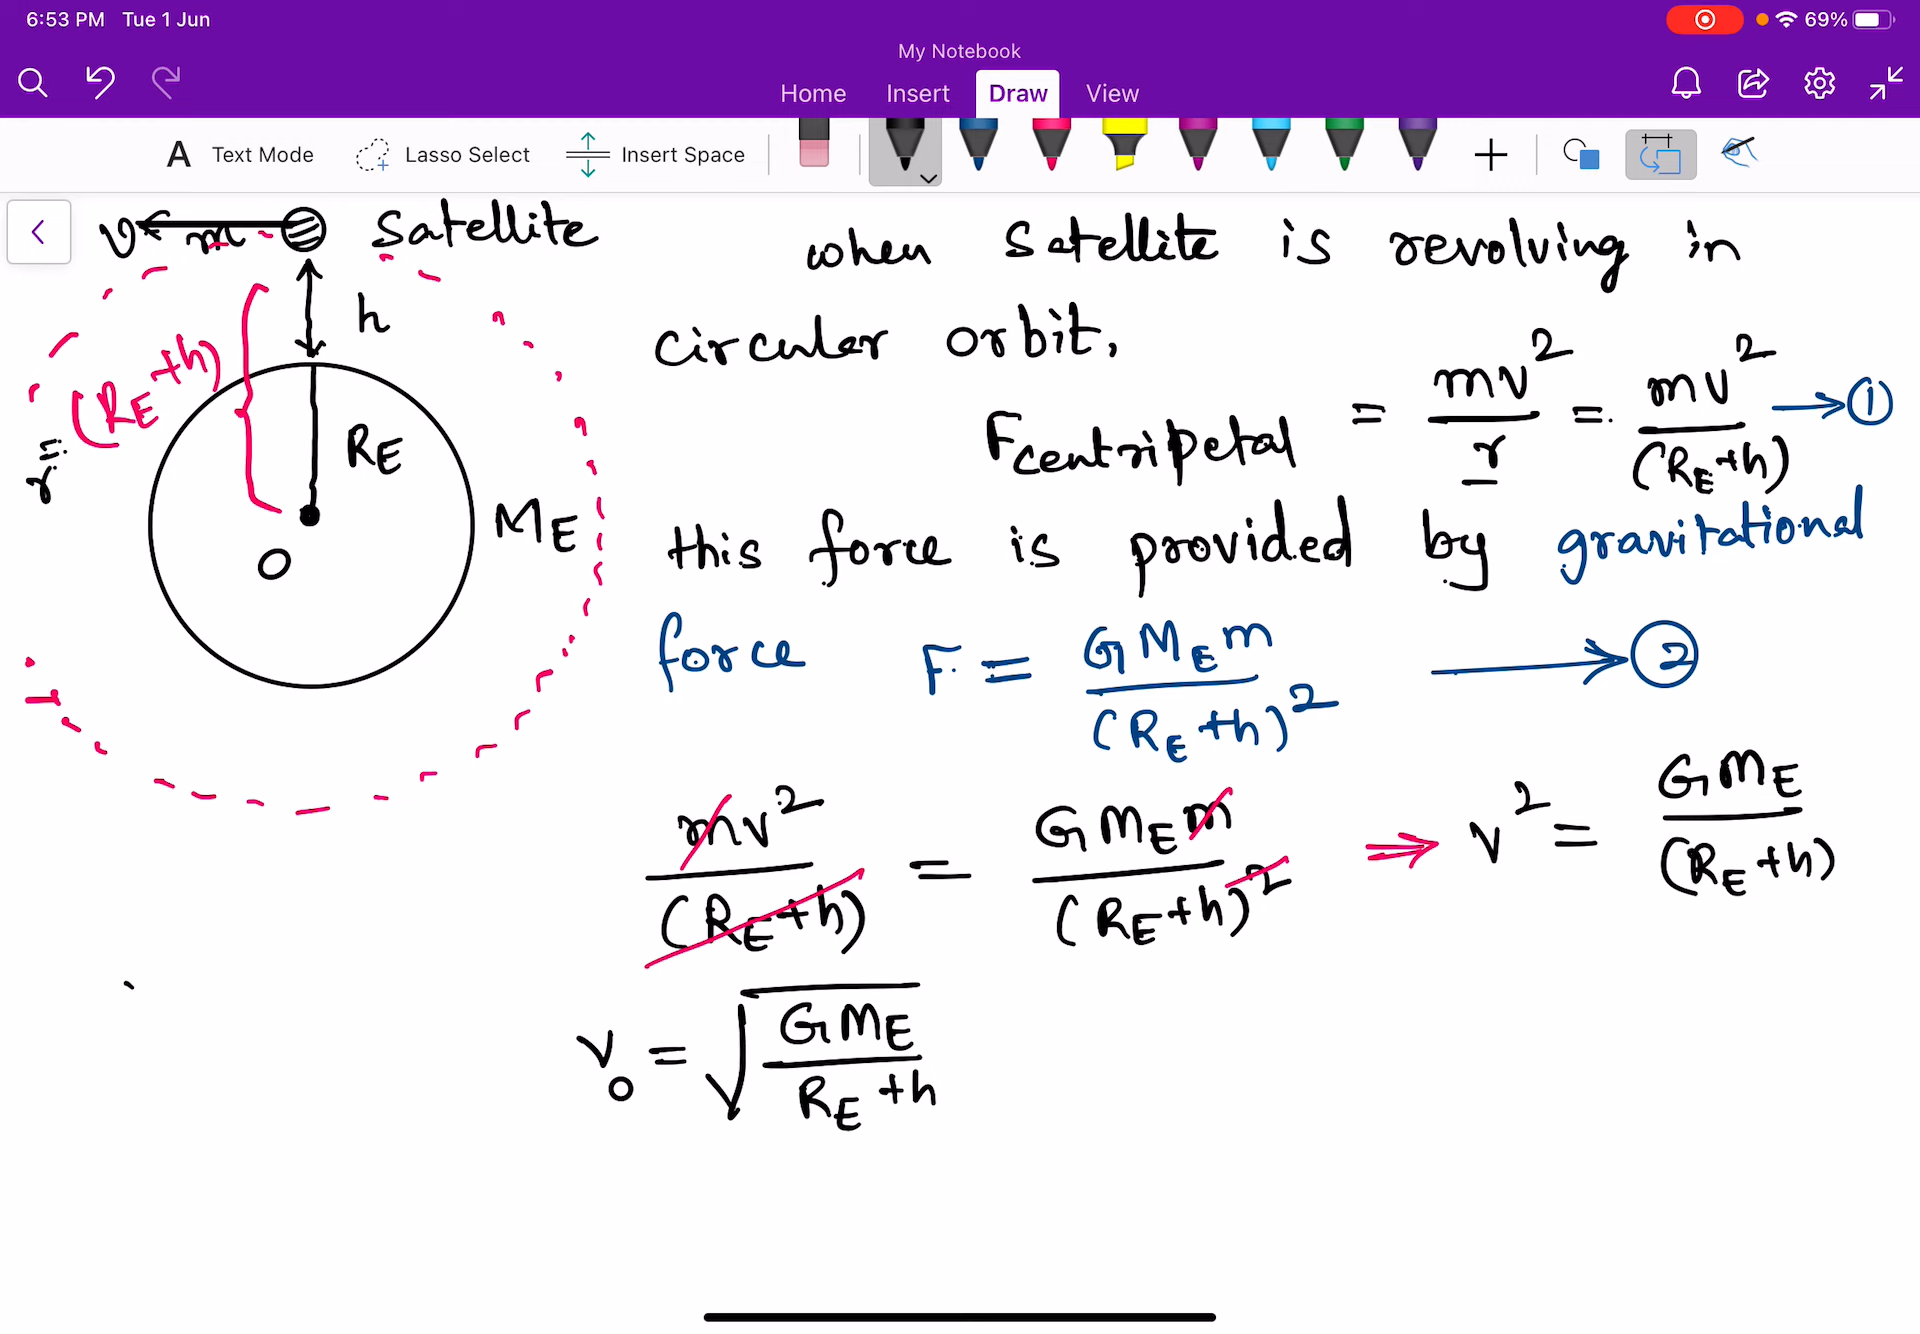 6:53 PM Tue 1 Jun 69%
My Notebook
Home Insert Draw View
A Text Mode Lasso Select Insert Space
v m Satellite
h
(RE+h)
r =
RE
ME
O
when Satellite is revolving in
circular orbit,
Fcentripetal = mv²/r = mv²/(RE+h) → ①
this force is provided by gravitational
force F = GMEm/(RE+h)² → ②
mv²/(RE+h) = GMEm/(RE+h)² ⇒ v² = GME/(RE+h)
v₀ = √(GME/RE+h)